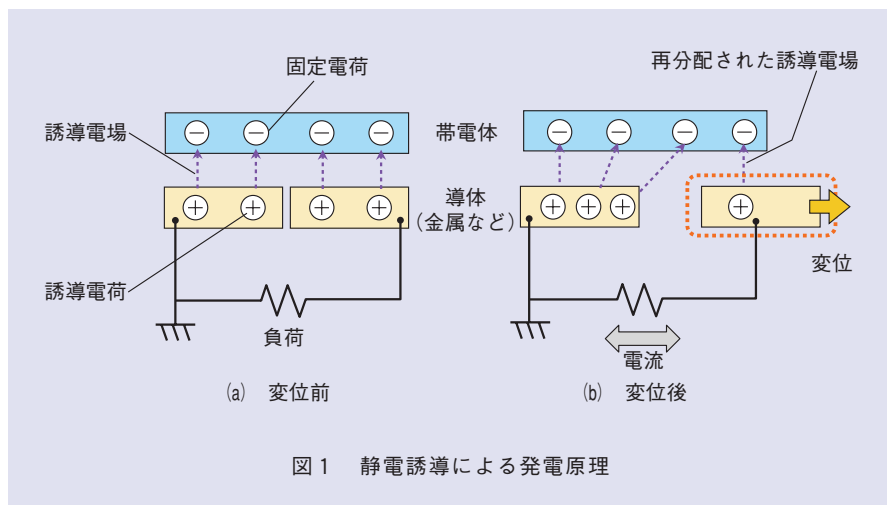 固定電荷
再分配された誘導電場
誘導電場
帯電体
− − − −
− − − −
導体
(金属など)
+ + + +
+ + + +
変位
誘導電荷
負荷
電流
(a) 変位前
(b) 変位後
図1 静電誘導による発電原理